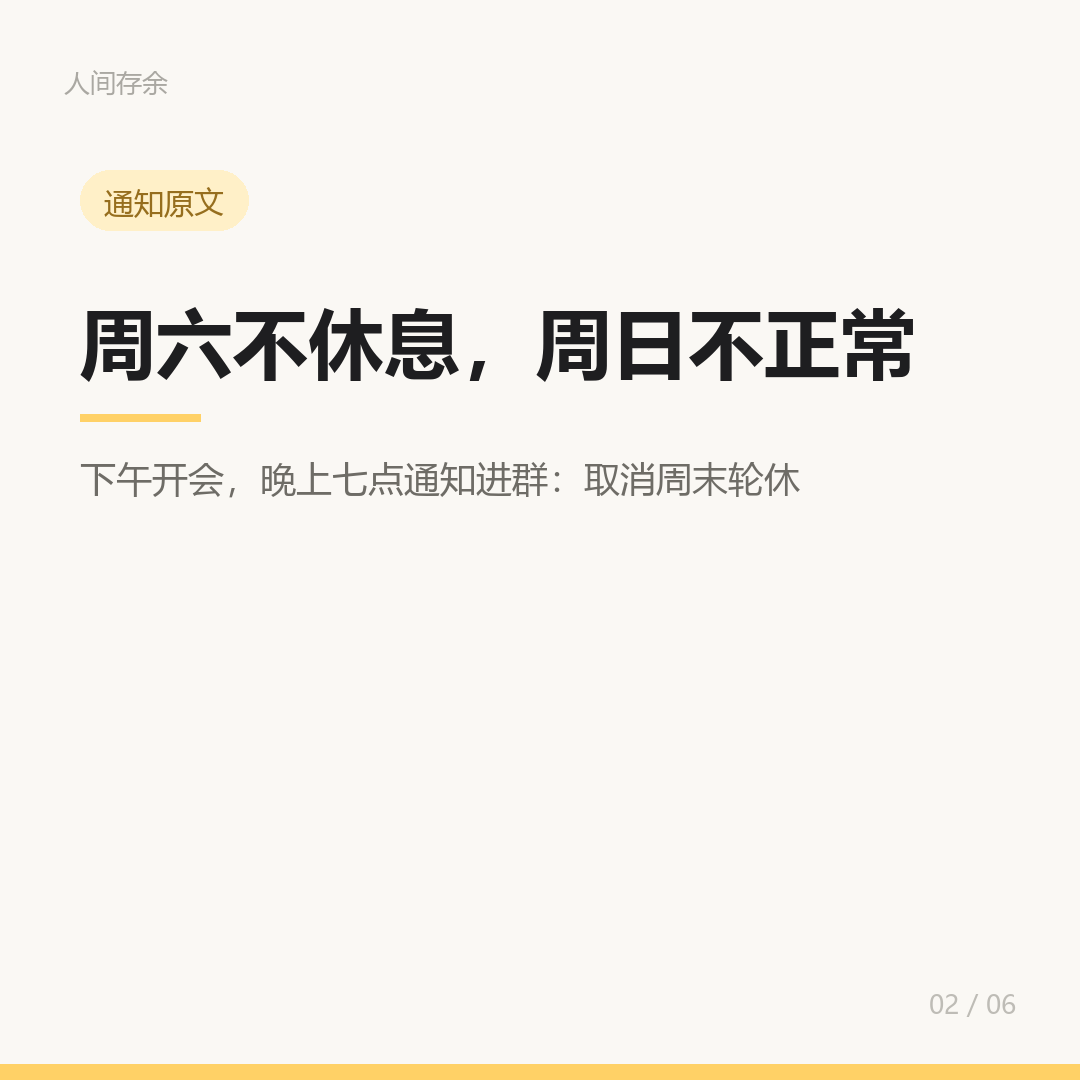 人间存余
通知原文
周六不休息，周日不正常
下午开会，晚上七点通知进群：取消周末轮休
02 / 06